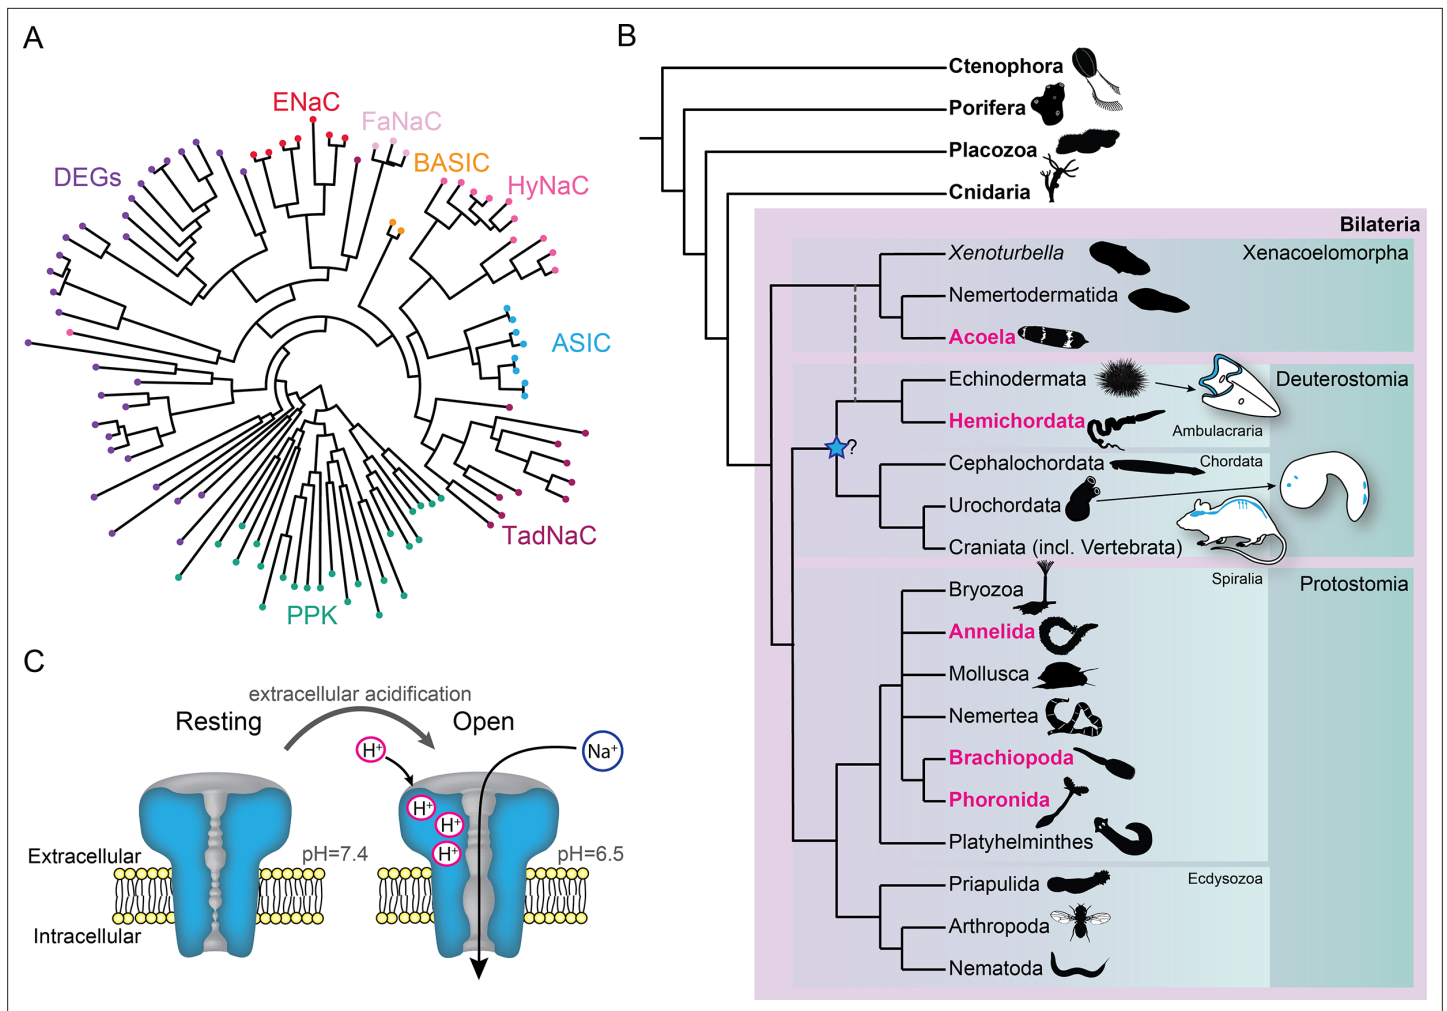 A
ENaC
FaNaC
BASIC
HyNaC
DEGs
ASIC
TadNaC
PPK
B
Ctenophora
Porifera
Placozoa
Cnidaria
Bilateria
Xenoturbella
Xenacoelomorpha
Nemertodermatida
Acoela
Echinodermata
Deuterostomia
Hemichordata
Ambulacraria
?
Cephalochordata
Chordata
Urochordata
Craniata (incl. Vertebrata)
Bryozoa
Spiralia
Protostomia
Annelida
Mollusca
Nemertea
Brachiopoda
Phoronida
Platyhelminthes
Priapulida
Ecdysozoa
Arthropoda
Nematoda
C
extracellular acidification
Resting
Open
H+
Na+
H+
H+
H+
Extracellular
pH=7.4
pH=6.5
Intracellular